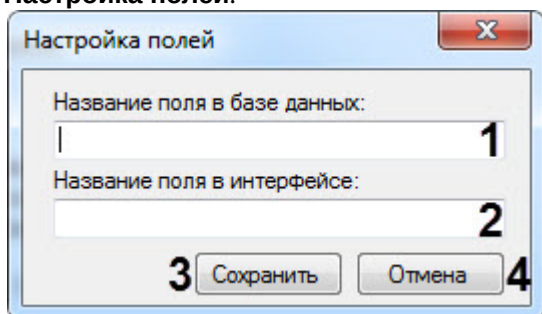 Настройка полей.
Настройка полей
Название поля в базе данных:
1
Название поля в интерфейсе:
2
3 Сохранить Отмена 4